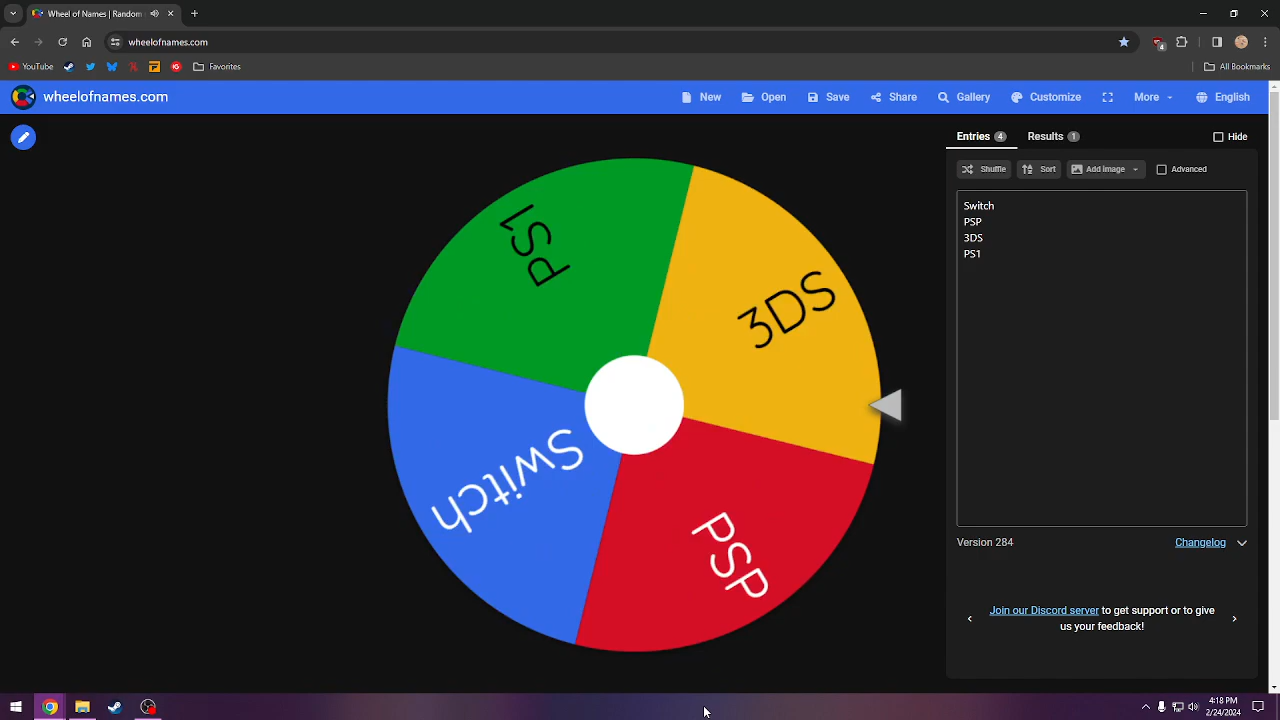 Wheel of Names | Random
wheelofnames.com
4
YouTube
Favorites
All Bookmarks
wheelofnames.com
New
Open
Save
Share
Gallery
Customize
More
English
Entries 4
Results 1
Hide
Shuffle
Sort
Add image
Advanced
Switch
PSP
3DS
PS1
PS1
3DS
Switch
PSP
Version 284
Changelog
Join our Discord server to get support or to give
us your feedback!
4:18 PM
2/24/2024